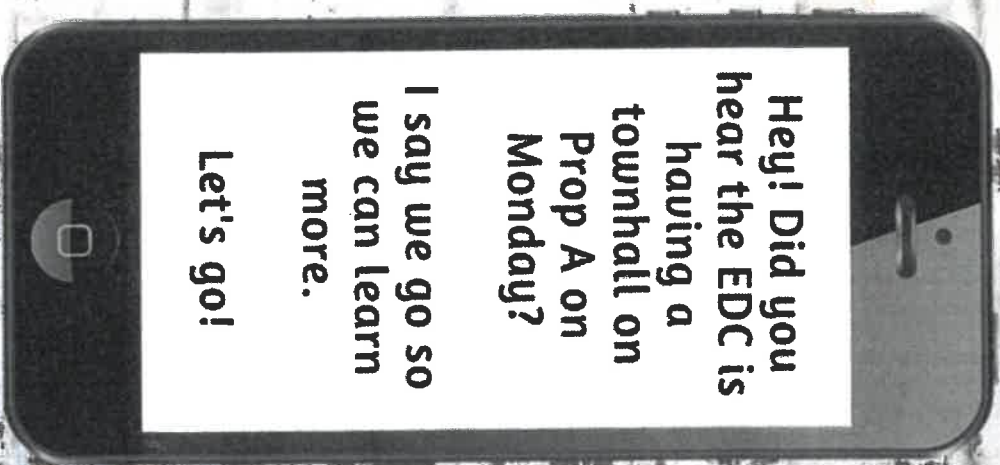 Hey! Did you
hear the EDC is
having a
townhall on
Prop A on
Monday?
I say we go so
we can learn
more.
Let's go!